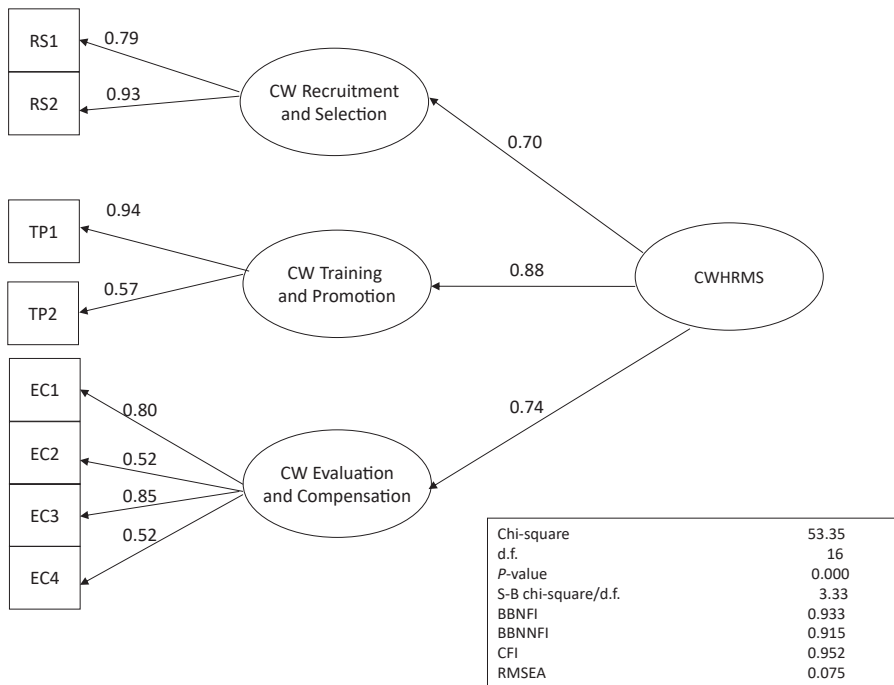 RS1
0.79
RS2
0.93
CW Recruitment
and Selection
0.70
TP1
0.94
TP2
0.57
CW Training
and Promotion
0.88
CWHRMS
EC1
0.80
EC2
0.52
EC3
0.85
EC4
0.52
CW Evaluation
and Compensation
0.74
Chi-square 53.35
d.f. 16
P-value 0.000
S-B chi-square/d.f. 3.33
BBNFI 0.933
BBNNFI 0.915
CFI 0.952
RMSEA 0.075